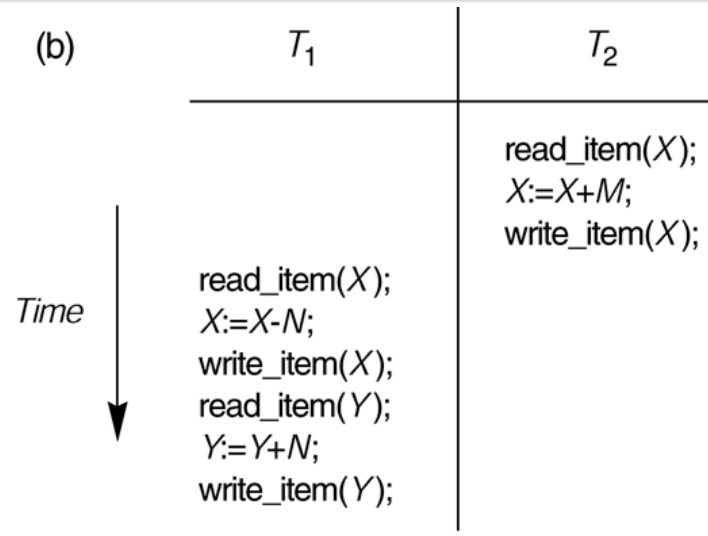 (b)
T₁
T₂
read_item(X);
X:=X+M;
write_item(X);
Time
read_item(X);
X:=X-N;
write_item(X);
read_item(Y);
Y:=Y+N;
write_item(Y);